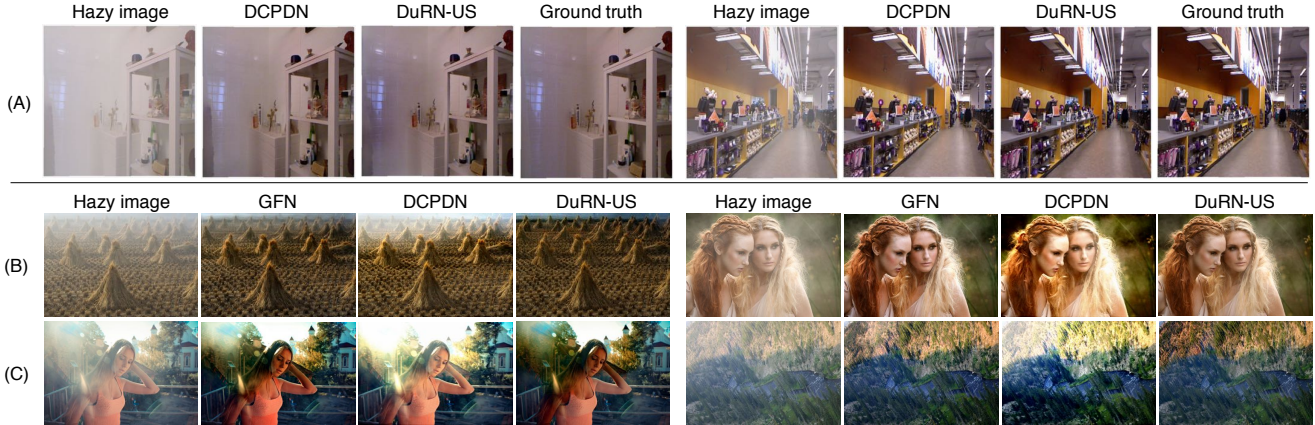 Hazy image DCPDN DuRN-US Ground truth Hazy image DCPDN DuRN-US Ground truth
(A)
Hazy image GFN DCPDN DuRN-US Hazy image GFN DCPDN DuRN-US
(B)
(C)